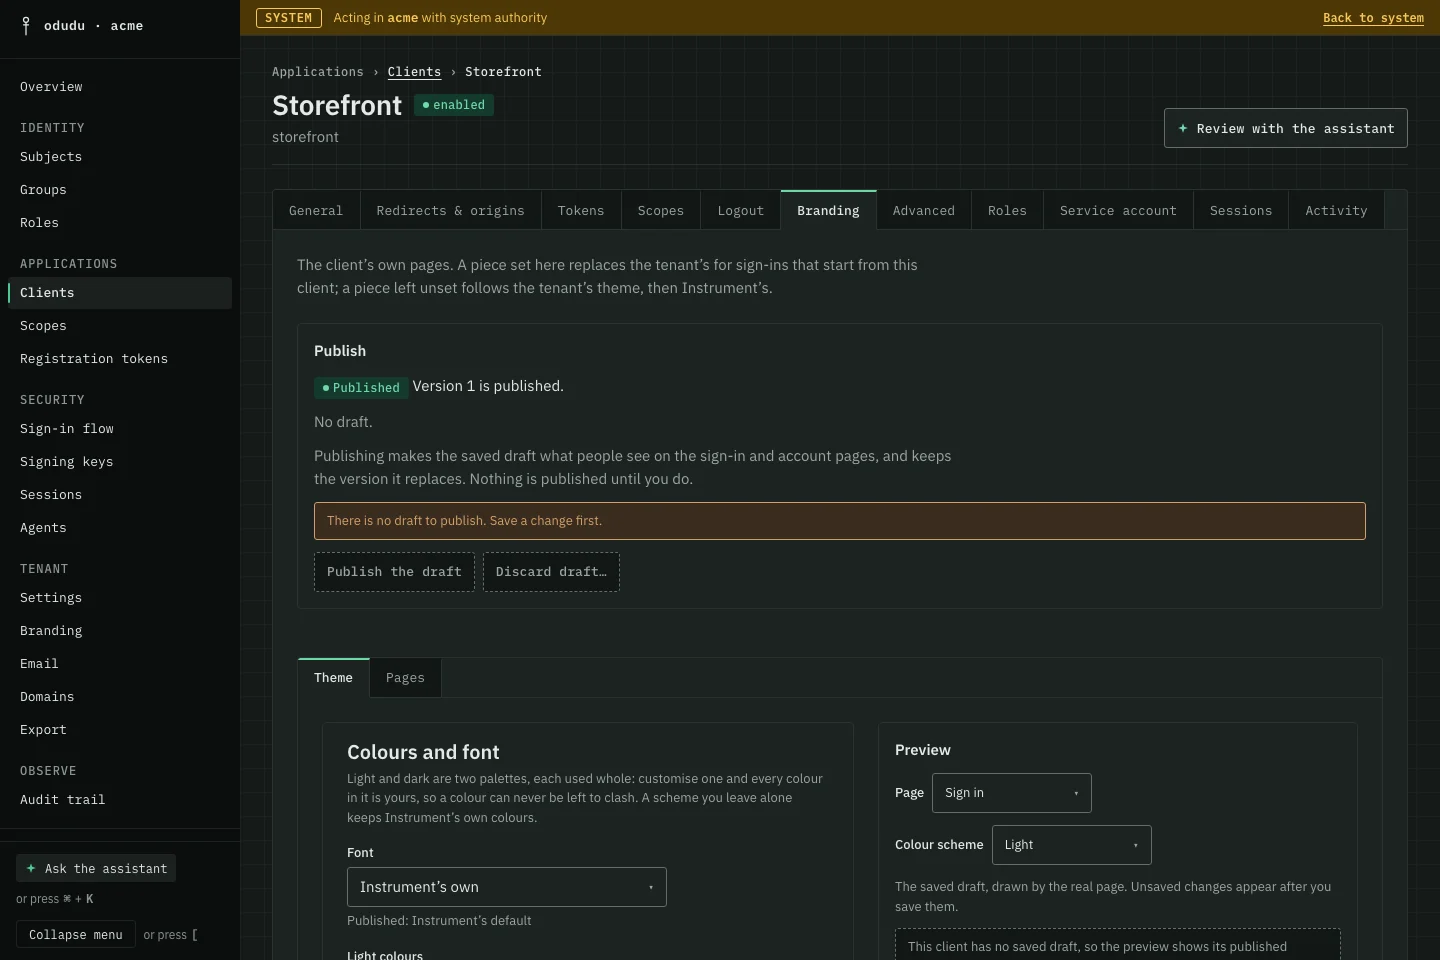 odudu · acme
SYSTEM Acting in acme with system authority
Back to system
Overview
IDENTITY
Subjects
Groups
Roles
APPLICATIONS
Clients
Scopes
Registration tokens
SECURITY
Sign-in flow
Signing keys
Sessions
Agents
TENANT
Settings
Branding
Email
Domains
Export
OBSERVE
Audit trail
Ask the assistant
or press ⌘ + K
Collapse menu or press [
Applications › Clients › Storefront
Storefront enabled
storefront
Review with the assistant
General Redirects & origins Tokens Scopes Logout Branding Advanced Roles Service account Sessions Activity
The client’s own pages. A piece set here replaces the tenant’s for sign-ins that start from this
client; a piece left unset follows the tenant’s theme, then Instrument’s.
Publish
Published Version 1 is published.
No draft.
Publishing makes the saved draft what people see on the sign-in and account pages, and keeps
the version it replaces. Nothing is published until you do.
There is no draft to publish. Save a change first.
Publish the draft Discard draft…
Theme Pages
Colours and font
Light and dark are two palettes, each used whole: customise one and every colour
in it is yours, so a colour can never be left to clash. A scheme you leave alone
keeps Instrument’s own colours.
Font
Instrument’s own
Published: Instrument’s default
Light colours
Preview
Page Sign in
Colour scheme Light
The saved draft, drawn by the real page. Unsaved changes appear after you
save them.
This client has no saved draft, so the preview shows its published